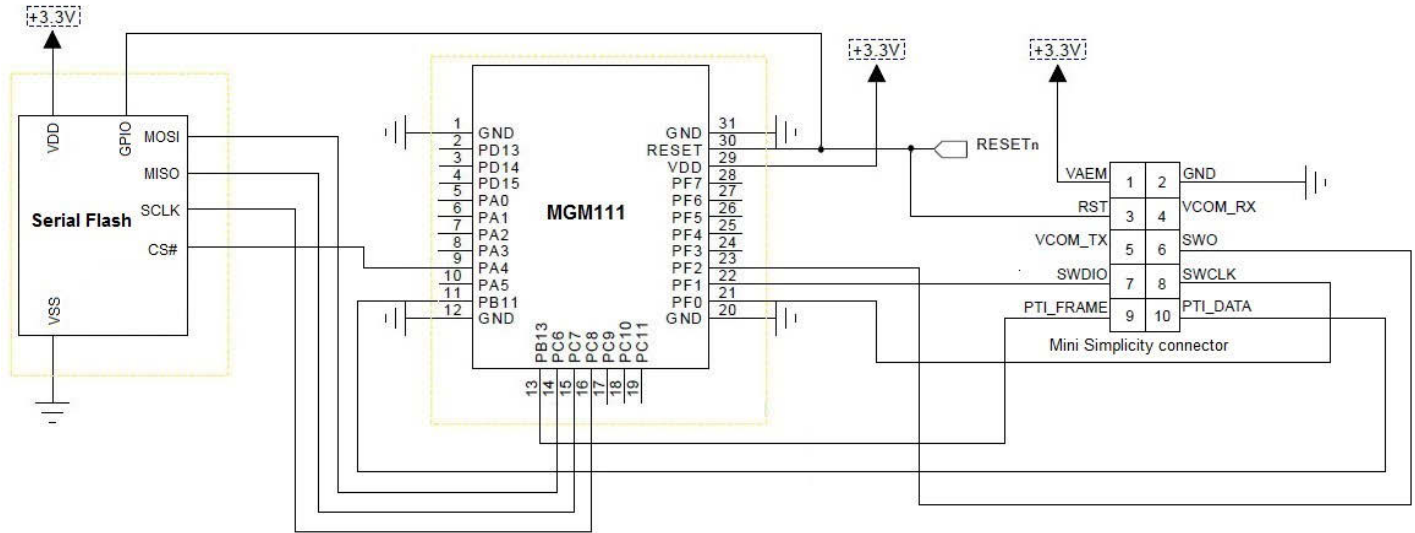 +3.3V
VDD
GPIO
MOSI
MISO
SCLK
CS#
Serial Flash
VSS
MGM111
1 GND
2 PD13
3 PD14
4 PD15
5 PA0
6 PA1
7 PA2
8 PA3
9 PA4
10 PA5
11 PB11
12 GND
13 PB13
14 PC6
15 PC7
16 PC8
17 PC9
18 PC10
19 PC11
GND 31
RESET 30
VDD 29
PF7 28
PF6 27
PF5 26
PF4 25
PF3 24
PF2 23
PF1 22
PF0 21
GND 20
+3.3V
RESETn
+3.3V
VAEM 1 2 GND
RST 3 4 VCOM_RX
VCOM_TX 5 6 SWO
SWDIO 7 8 SWCLK
PTI_FRAME 9 10 PTI_DATA
Mini Simplicity connector